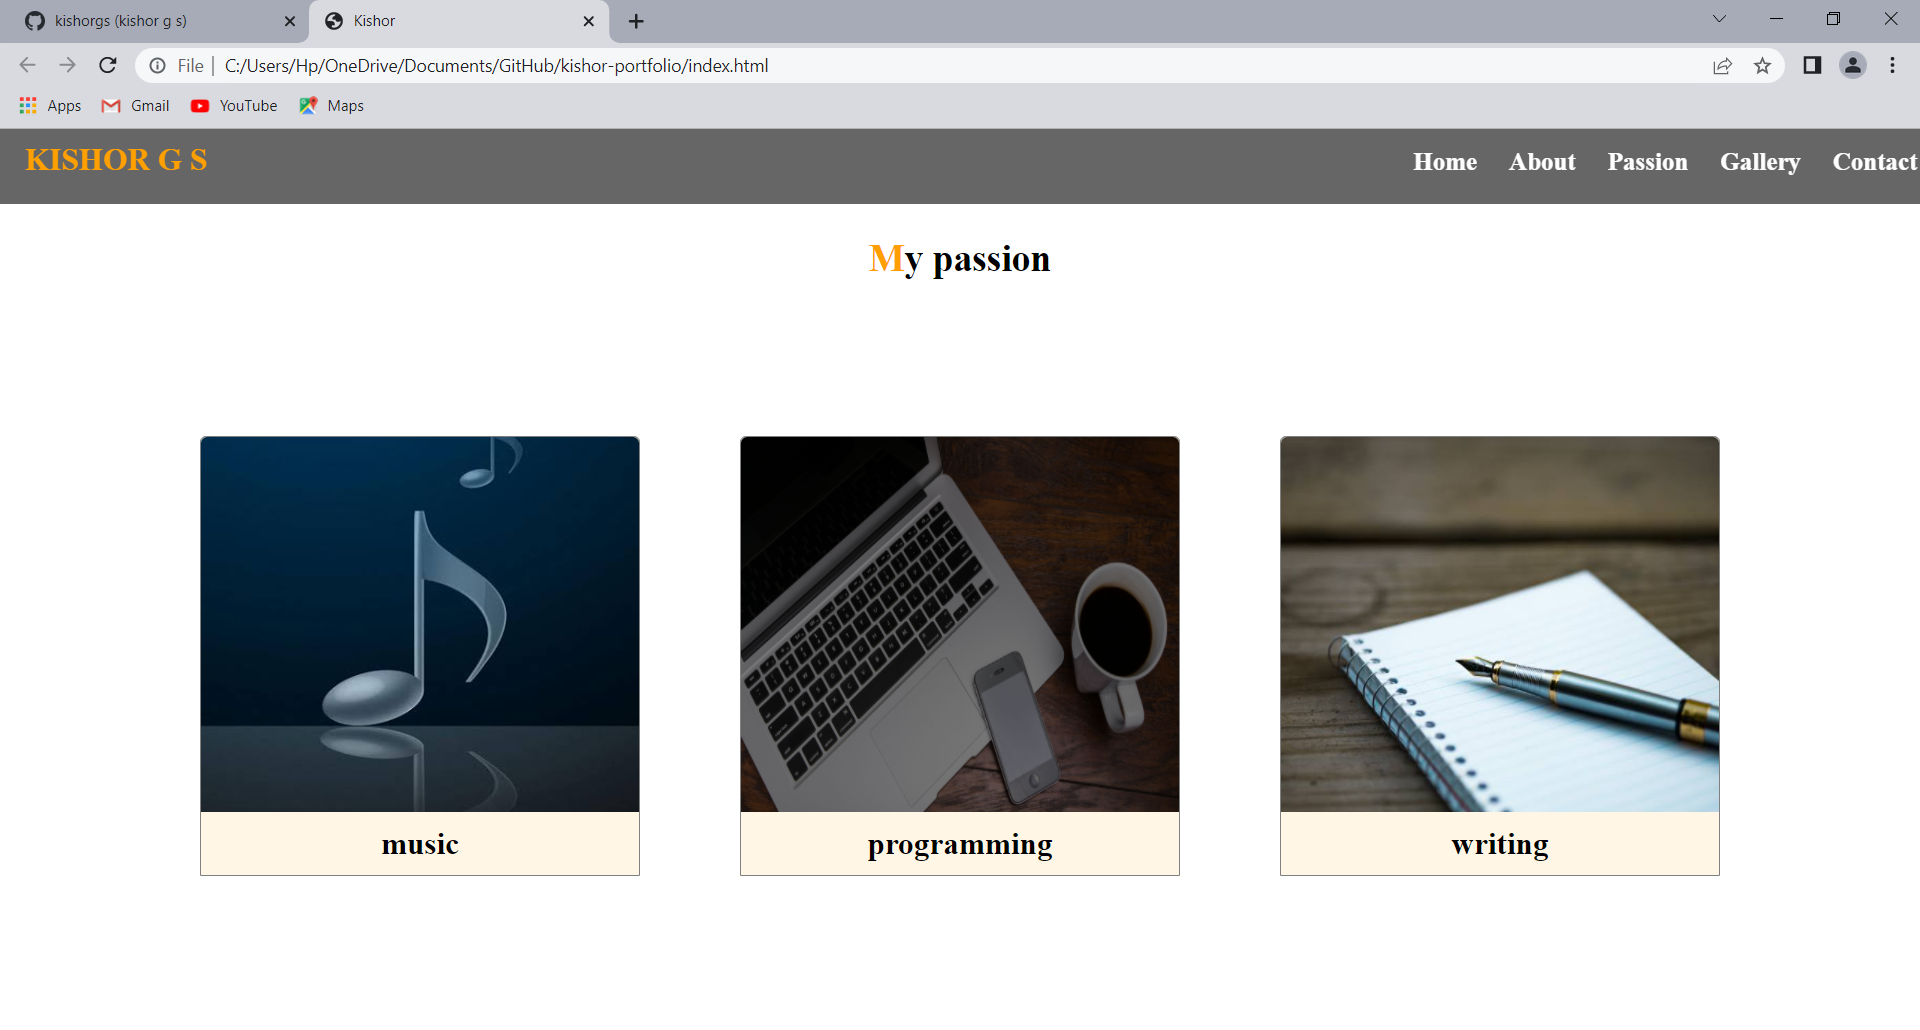 kishorgs (kishor g s)
Kishor
File | C:/Users/Hp/OneDrive/Documents/GitHub/kishor-portfolio/index.html
Apps Gmail YouTube Maps
KISHOR G S Home About Passion Gallery Contact
My passion
music programming writing